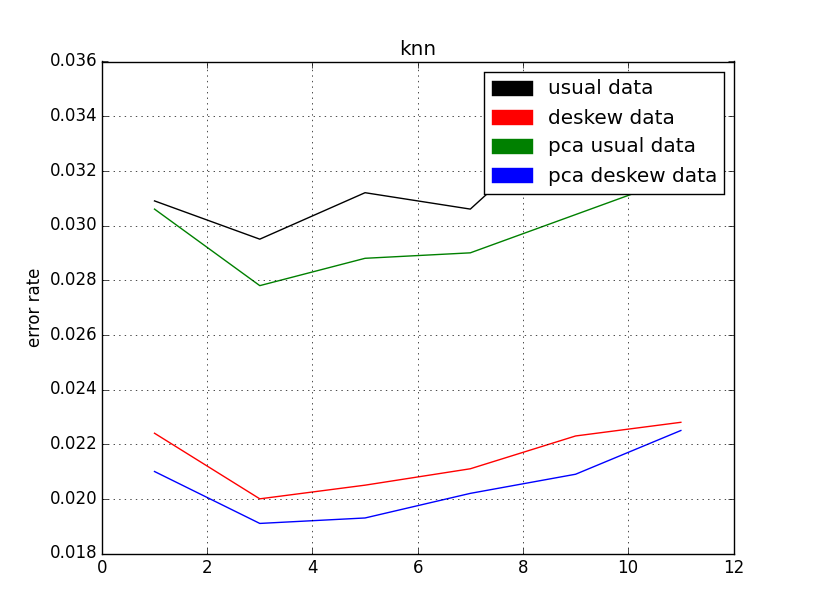 knn
0.036
0.034
0.032
0.030
0.028
0.026
0.024
0.022
0.020
0.018
error rate
usual data
deskew data
pca usual data
pca deskew data
0 2 4 6 8 10 12